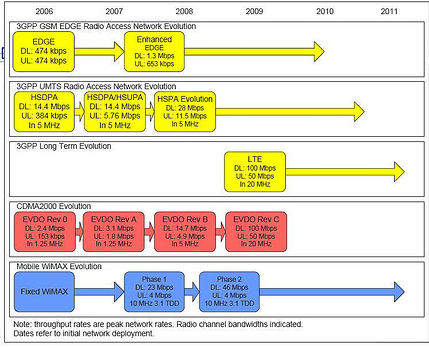 2006 2007 2008 2009 2010 2011
3GPP GSM EDGE Radio Access Network Evolution
EDGE
DL: 474 kbps
UL: 474 kbps
Enhanced
EDGE
DL: 1.3 Mbps
UL: 653 kbps
3GPP UMTS Radio Access Network Evolution
HSDPA
DL: 14.4 Mbps
UL: 384 kbps
In 5 MHz
HSDPA/HSUPA
DL: 14.4 Mbps
UL: 5.76 Mbps
In 5 MHz
HSPA Evolution
DL: 28 Mbps
UL: 11.5 Mbps
In 5 MHz
3GPP Long Term Evolution
LTE
DL: 100 Mbps
UL: 50 Mbps
In 20 MHz
CDMA2000 Evolution
EVDO Rev 0
DL: 2.4 Mbps
UL: 153 kbps
In 1.25 MHz
EVDO Rev A
DL: 3.1 Mbps
UL: 1.8 Mbps
In 1.25 MHz
EVDO Rev B
DL: 14.7 Mbps
UL: 4.9 Mbps
In 5 MHz
EVDO Rev C
DL: 100 Mbps
UL: 50 Mbps
In 20 MHz
Mobile WiMAX Evolution
Fixed WiMAX
Phase 1
DL: 23 Mbps
UL: 4 Mbps
10 MHz 3:1 TDD
Phase 2
DL: 46 Mbps
UL: 4 Mbps
10 MHz 3:1 TDD
Note: throughput rates are peak network rates. Radio channel bandwidths indicated.
Dates refer to initial network deployment.